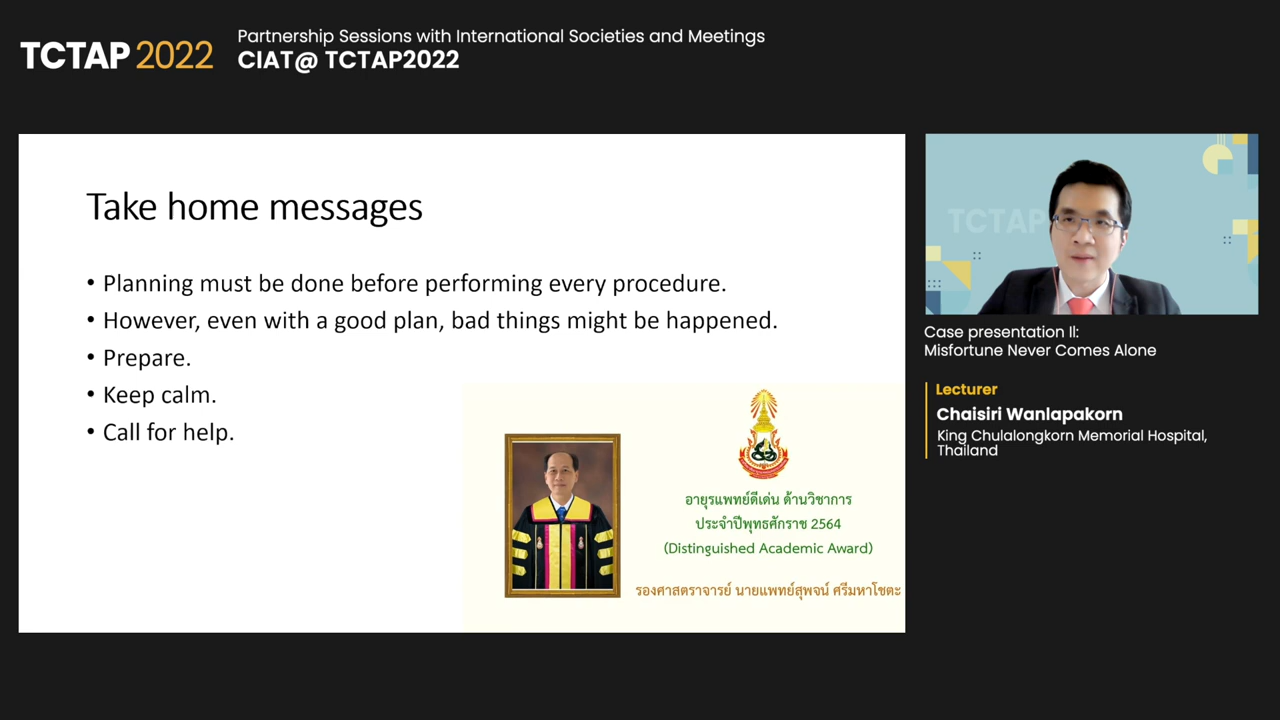 TCTAP 2022
Partnership Sessions with International Societies and Meetings
CIAT@ TCTAP2022
Take home messages
• Planning must be done before performing every procedure.
• However, even with a good plan, bad things might be happened.
• Prepare.
• Keep calm.
• Call for help.
อายุรแพทย์ดีเด่น ด้านวิชาการ
ประจำปีพุทธศักราช 2564
(Distinguished Academic Award)
รองศาสตราจารย์ นายแพทย์สุพจน์ ศรีมหาโชตะ
TCTAP
Case presentation II:
Misfortune Never Comes Alone
Lecturer
Chaisiri Wanlapakorn
King Chulalongkorn Memorial Hospital,
Thailand